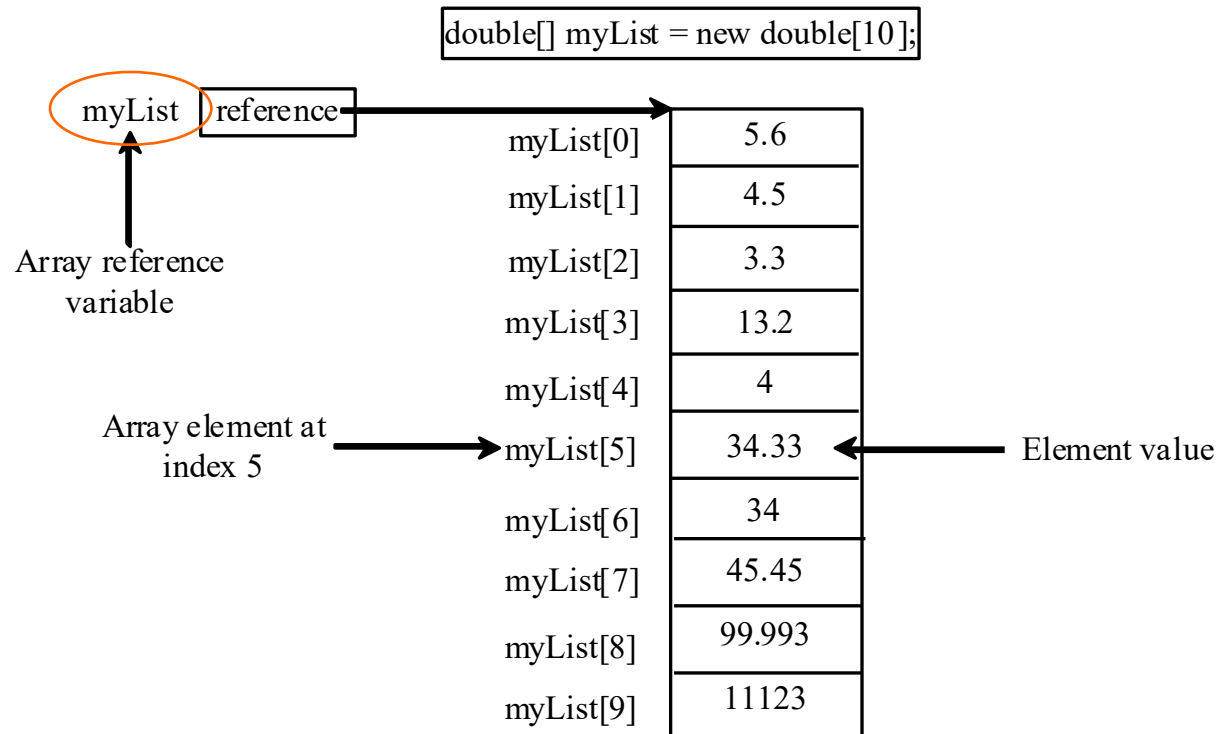 double[] myList = new double[10];
myList reference
myList[0] 5.6
myList[1] 4.5
Array reference
variable
myList[2] 3.3
myList[3] 13.2
myList[4] 4
Array element at
index 5
myList[5] 34.33 Element value
myList[6] 34
myList[7] 45.45
myList[8] 99.993
myList[9] 11123